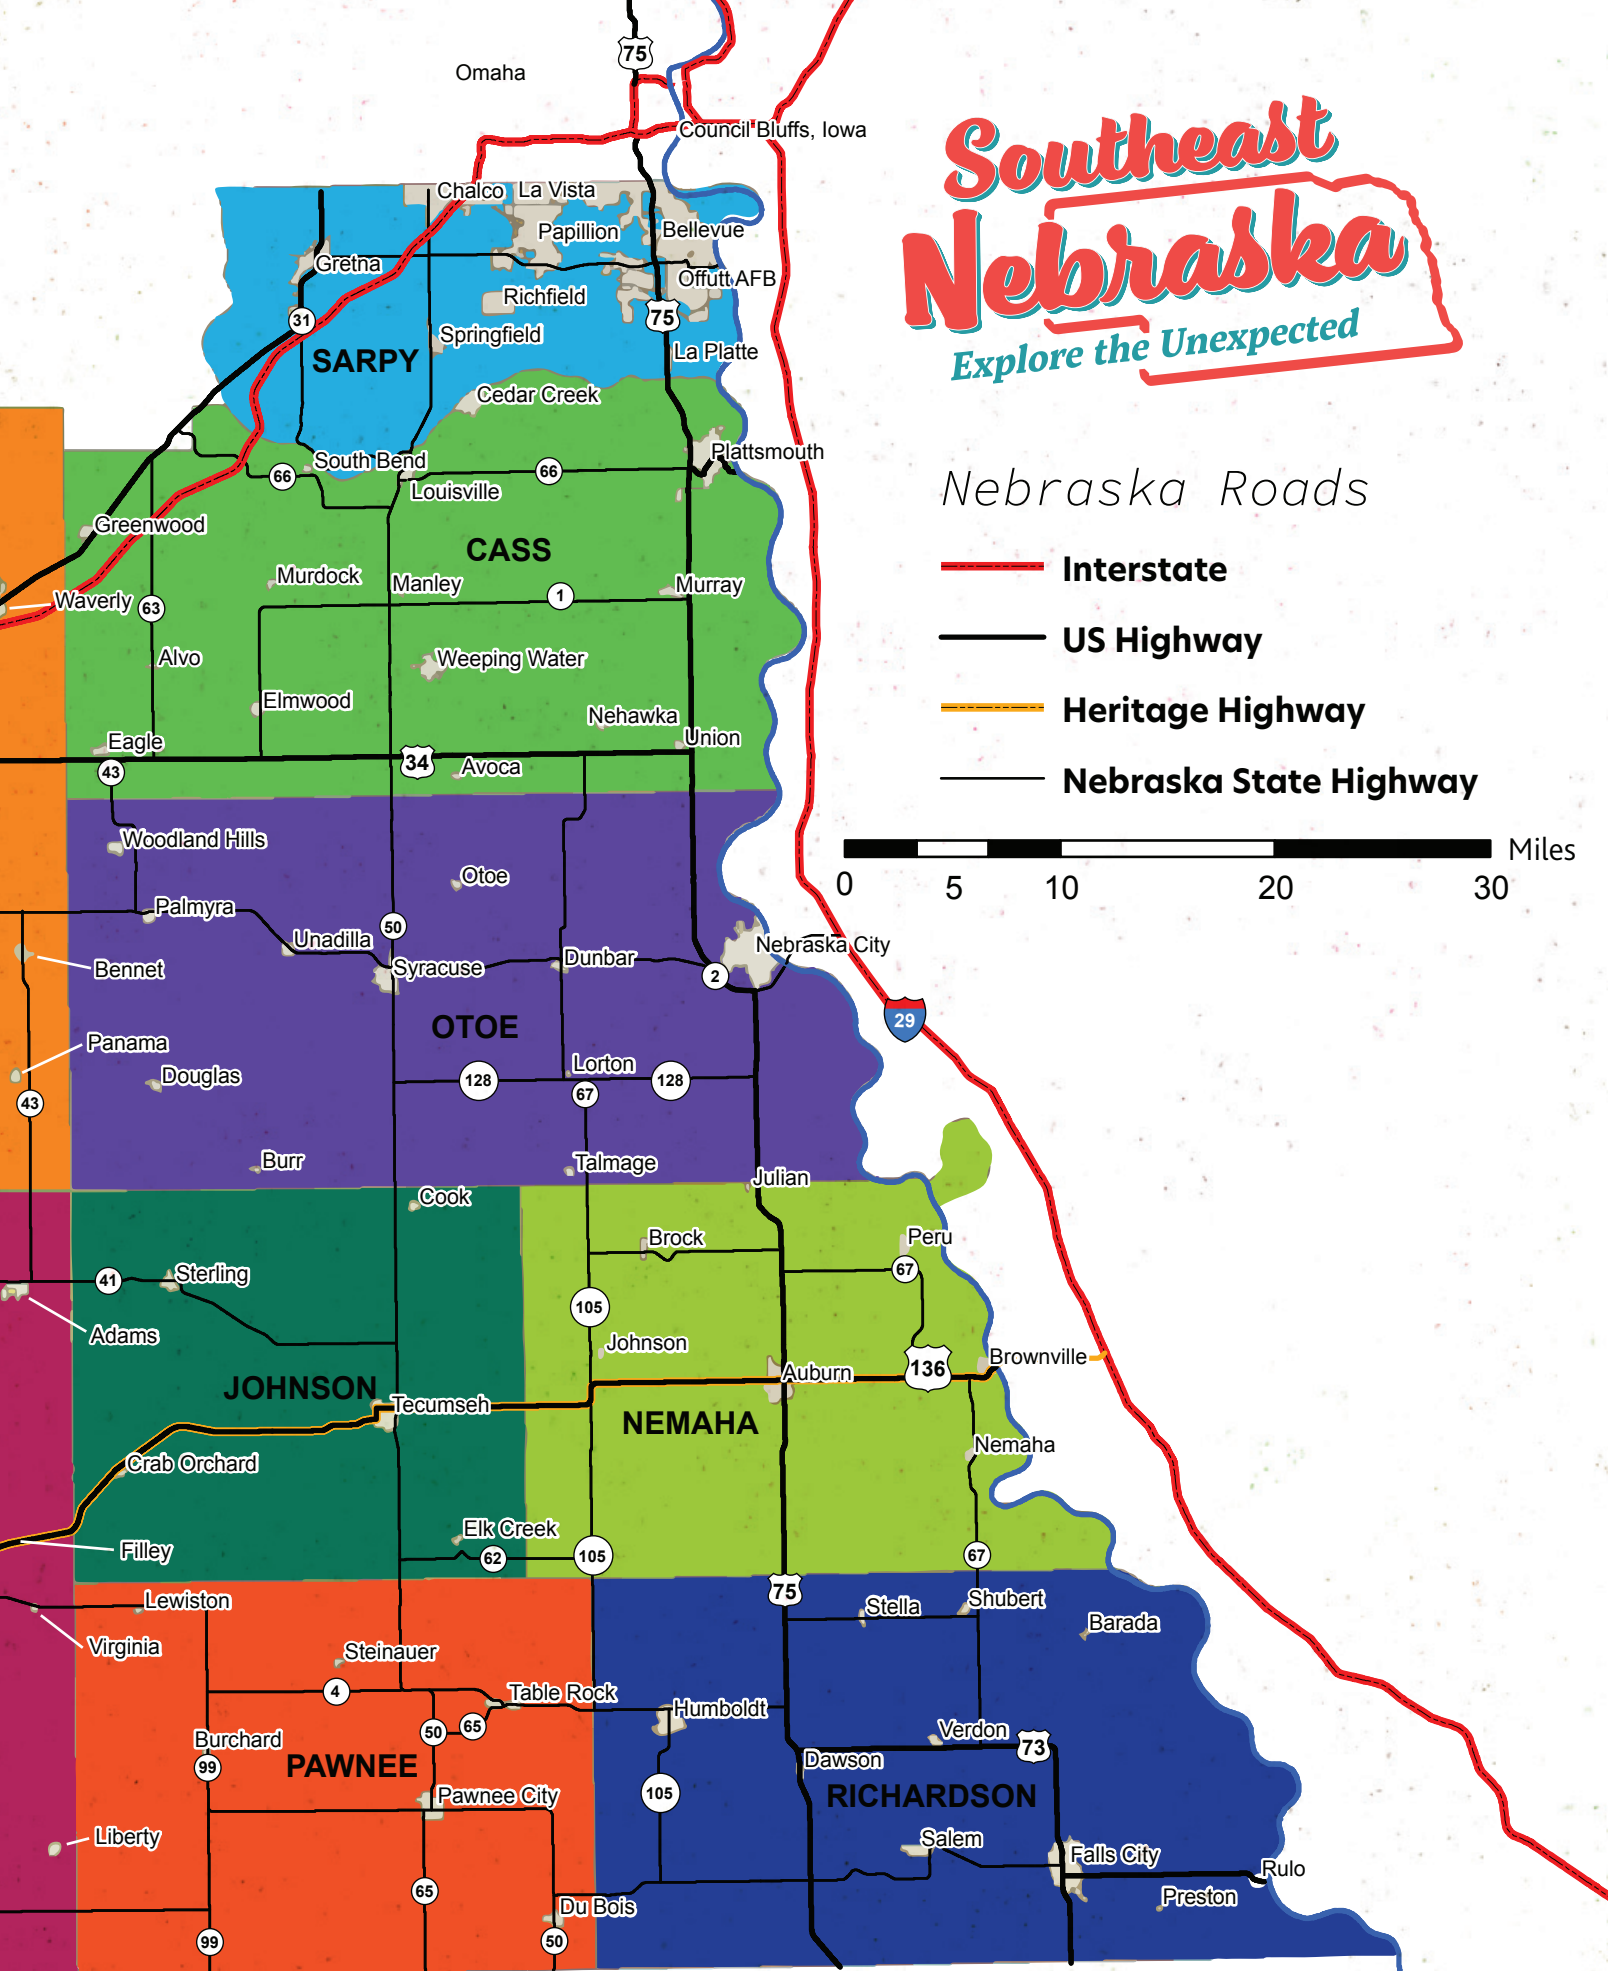 75
Omaha
Council Bluffs, Iowa
Southeast
Nebraska
Explore the Unexpected
Chalco
La Vista
Papillion
Bellevue
Gretna
Offutt AFB
Richfield
31
75
Springfield
La Platte
SARPY
Cedar Creek
Plattsmouth
South Bend
66
66
Louisville
Nebraska Roads
Greenwood
CASS
Interstate
Murdock
Manley
1
Murray
Waverly
63
US Highway
Alvo
Weeping Water
Elmwood
Nehawka
Heritage Highway
Eagle
Union
43
34
Avoca
Nebraska State Highway
Woodland Hills
Miles
0
5
10
20
30
Otoe
Palmyra
50
Unadilla
Nebraska City
Bennet
Syracuse
Dunbar
2
OTOE
29
Panama
Douglas
Lorton
128
128
43
67
Burr
Talmage
Julian
Cook
Brock
Peru
41
Sterling
67
105
Adams
Johnson
Brownville
JOHNSON
Auburn
136
Tecumseh
NEMAHA
Nemaha
Crab Orchard
Elk Creek
Filley
62
105
67
75
Lewiston
Stella
Shubert
Barada
Virginia
Steinauer
4
Table Rock
Humboldt
50
65
Burchard
Verdon
73
PAWNEE
Dawson
99
Pawnee City
105
RICHARDSON
Liberty
Salem
Falls City
Rulo
65
Preston
Du Bois
99
50